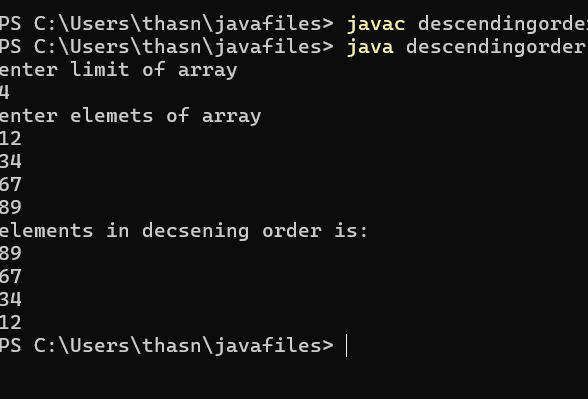 PS C:\Users\thasn\javafiles> javac descendingorde
PS C:\Users\thasn\javafiles> java descendingorder
enter limit of array
4
enter elemets of array
12
34
67
89
elements in decsening order is:
89
67
34
12
PS C:\Users\thasn\javafiles>